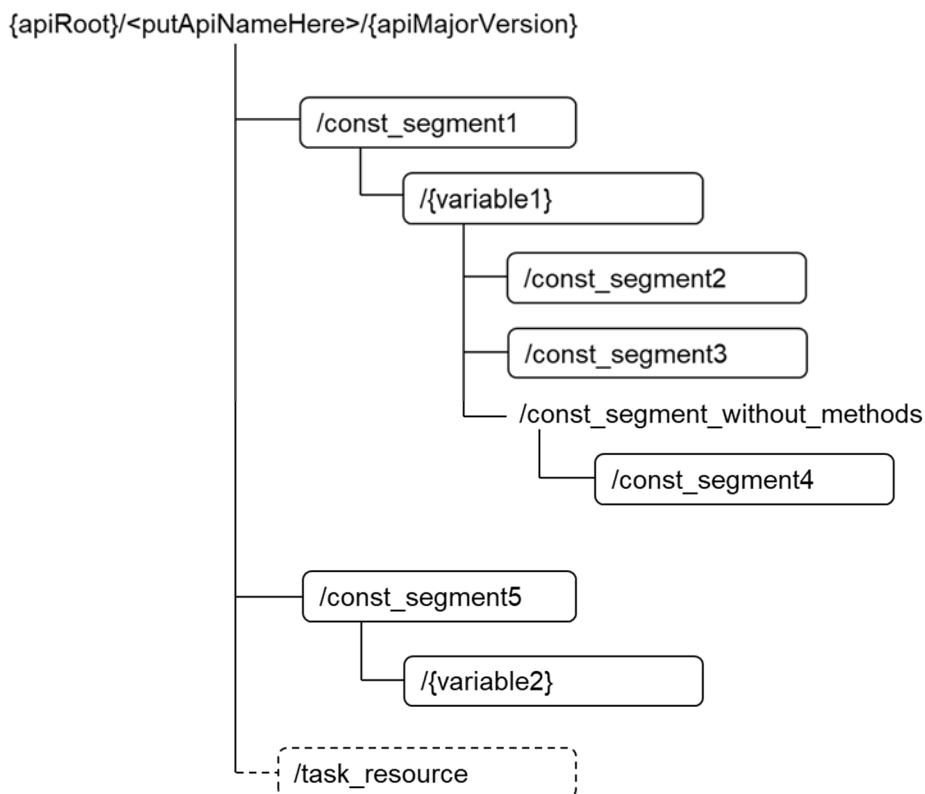 {apiRoot}/<putApiNameHere>/{apiMajorVersion}
/const_segment1
/{variable1}
/const_segment2
/const_segment3
/const_segment_without_methods
/const_segment4
/const_segment5
/{variable2}
/task_resource